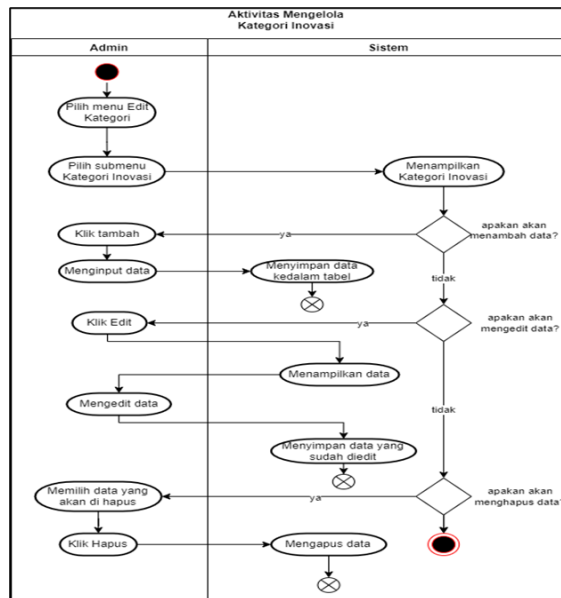 Aktivitas Mengelola
Kategori Inovasi
Admin
Sistem
Pilih menu Edit
Kategori
Pilih submenu
Kategori Inovasi
Menampilkan
Kategori Inovasi
apakan akan
menambah data?
ya
Klik tambah
Menginput data
Menyimpan data
kedalam tabel
tidak
apakan akan
mengedit data?
ya
Klik Edit
Menampilkan data
Mengedit data
tidak
Menyimpan data yang
sudah diedit
apakan akan
menghapus data?
ya
Memilih data yang
akan di hapus
Klik Hapus
Mengapus data